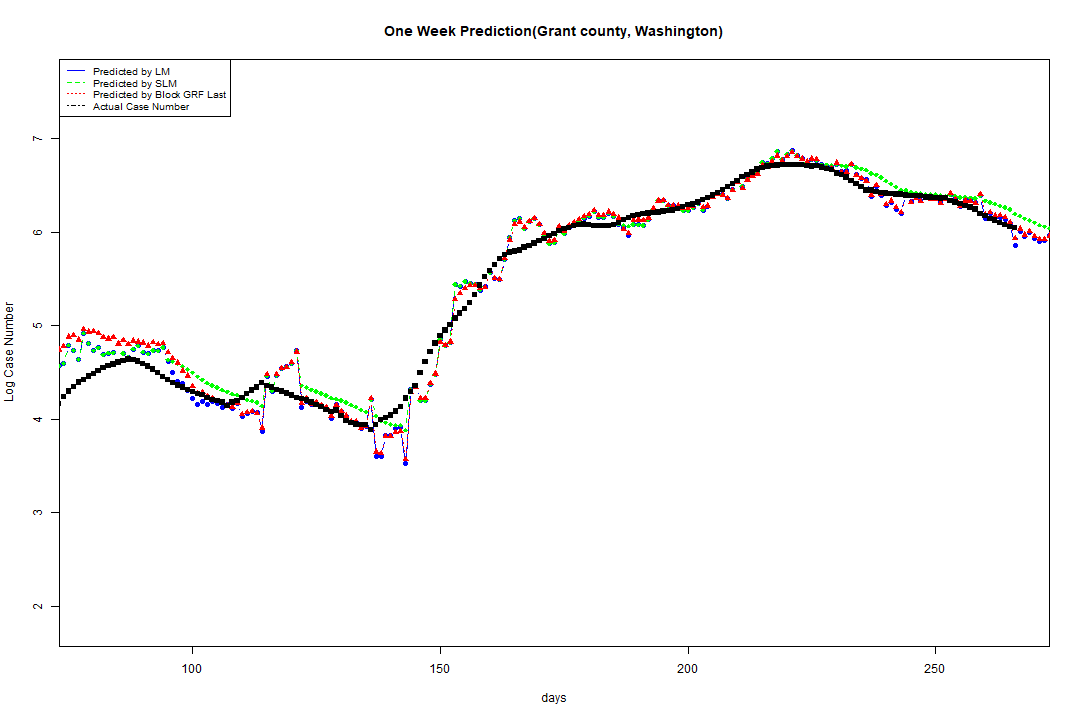 One Week Prediction(Grant county, Washington)
Predicted by LM
Predicted by SLM
Predicted by Block GRF Last
Actual Case Number
7
6
5
4
3
2
Log Case Number
100 150 200 250
days